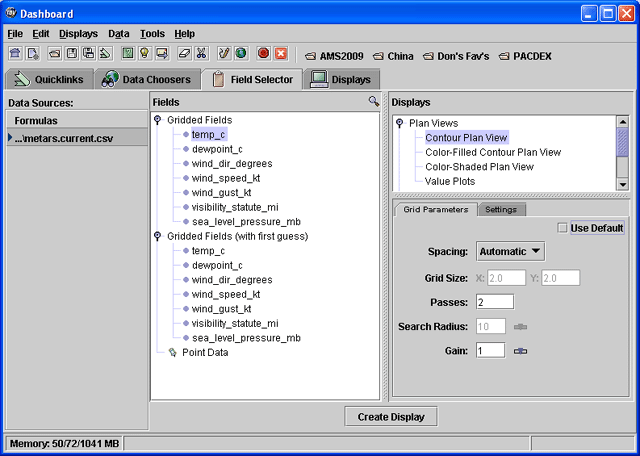 Dashboard
File Edit Displays Data Tools Help
AMS2009 China Don's Fav's PACDEX
Quicklinks Data Choosers Field Selector Displays
Data Sources:
Formulas
...\metars.current.csv
Fields
Gridded Fields
temp_c
dewpoint_c
wind_dir_degrees
wind_speed_kt
wind_gust_kt
visibility_statute_mi
sea_level_pressure_mb
Gridded Fields (with first guess)
temp_c
dewpoint_c
wind_dir_degrees
wind_speed_kt
wind_gust_kt
visibility_statute_mi
sea_level_pressure_mb
Point Data
Displays
Plan Views
Contour Plan View
Color-Filled Contour Plan View
Color-Shaded Plan View
Value Plots
Grid Parameters Settings
Use Default
Spacing: Automatic
Grid Size: X: 2.0 Y: 2.0
Passes: 2
Search Radius: 10
Gain: 1
Create Display
Memory: 50/72/1041 MB